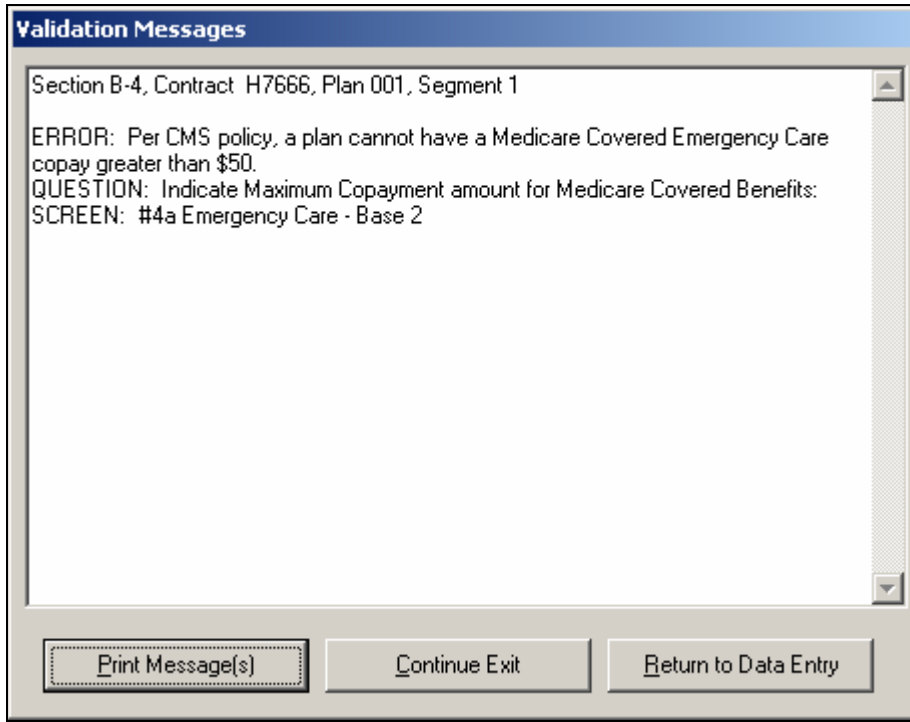 Validation Messages
Section B-4, Contract  H7666, Plan 001, Segment 1
ERROR:  Per CMS policy, a plan cannot have a Medicare Covered Emergency Care
copay greater than $50.
QUESTION:  Indicate Maximum Copayment amount for Medicare Covered Benefits:
SCREEN:  #4a Emergency Care - Base 2
Print Message(s)
Continue Exit
Return to Data Entry